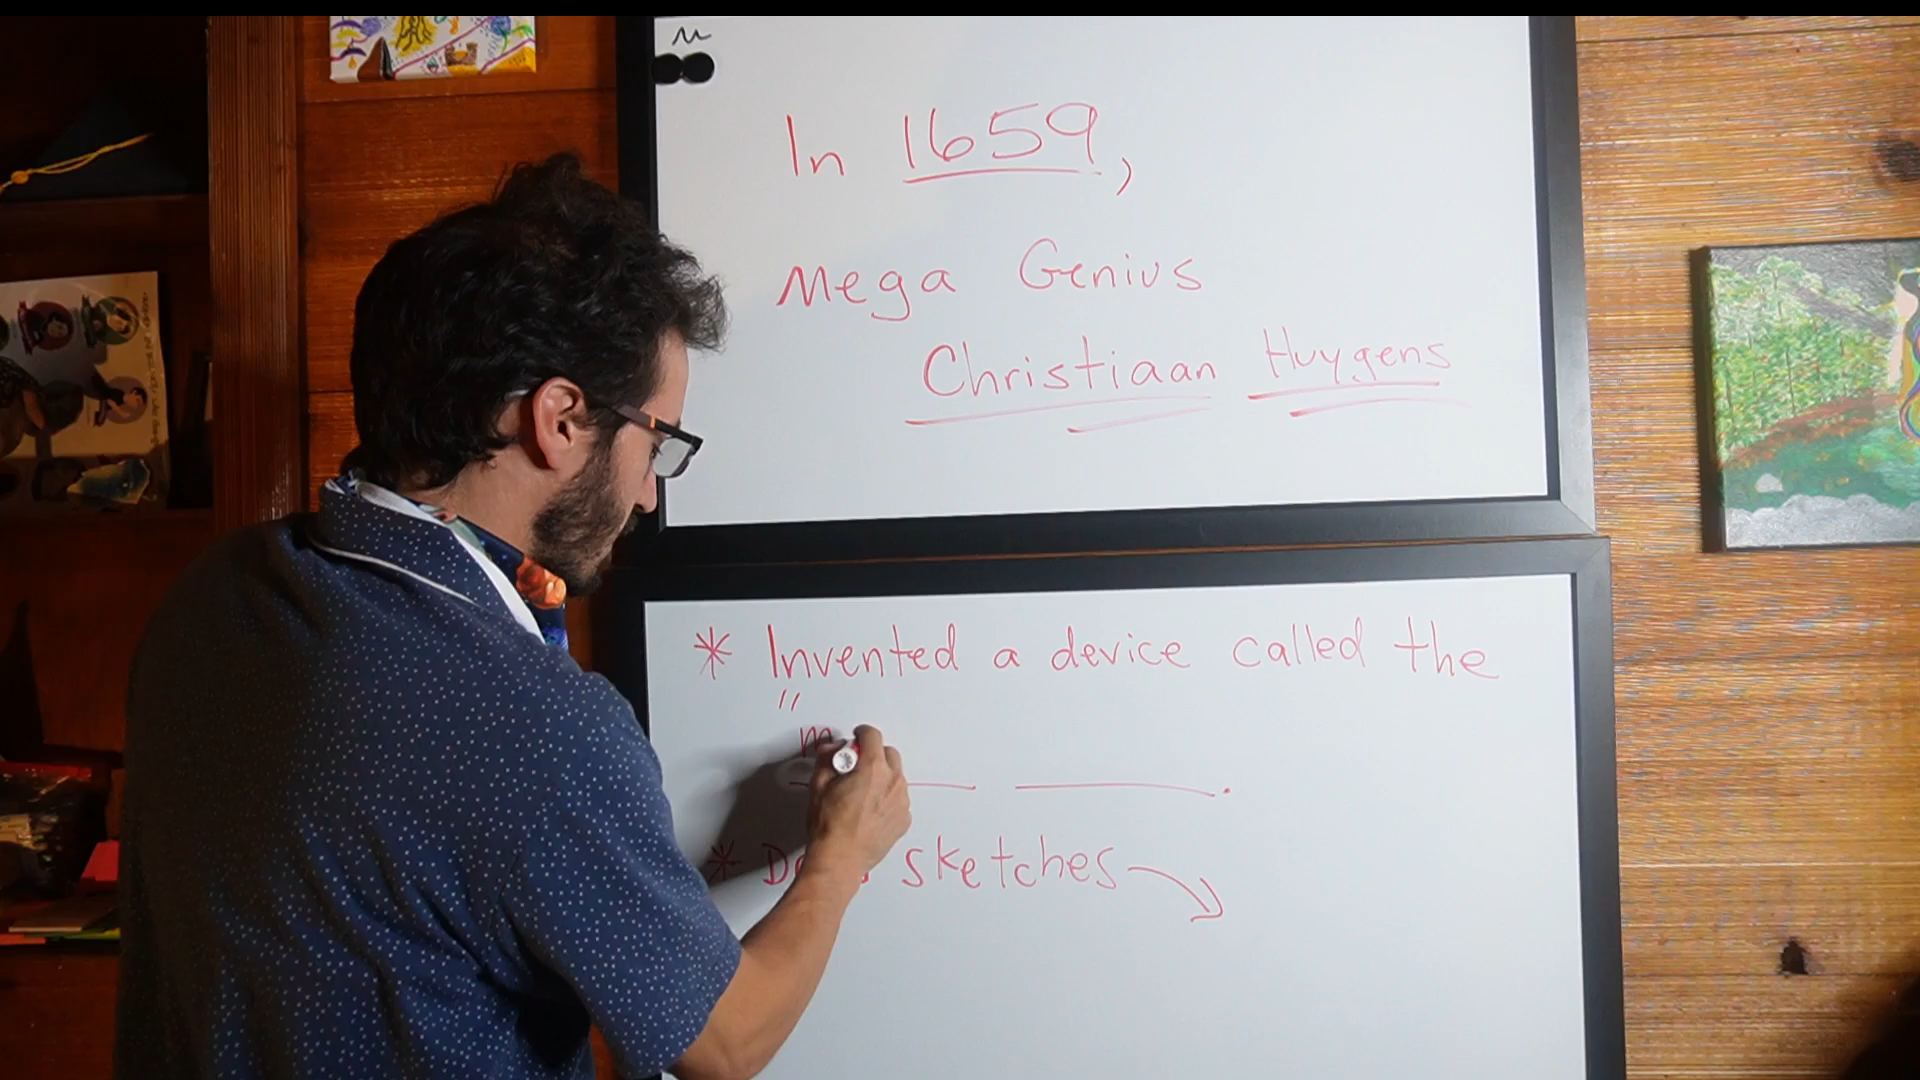 In 1659,
Mega Genius
Christiaan Huygens
* Invented a device called the
"
m
* sketches